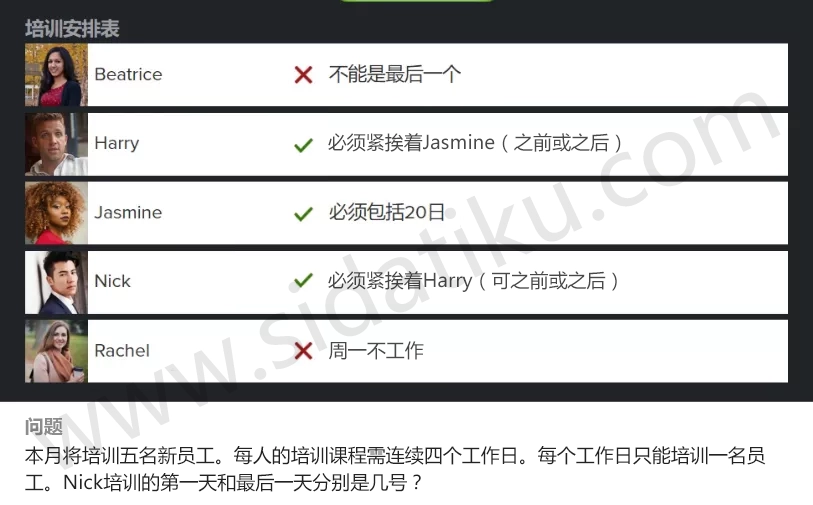 培训安排表
Beatrice 不能是最后一个
Harry 必须紧挨着Jasmine（之前或之后）
Jasmine 必须包括20日
Nick 必须紧挨着Harry（可之前或之后）
Rachel 周一不工作
www.sidatiku.com
问题
本月将培训五名新员工。每人的培训课程需连续四个工作日。每个工作日只能培训一名员
工。Nick培训的第一天和最后一天分别是几号？